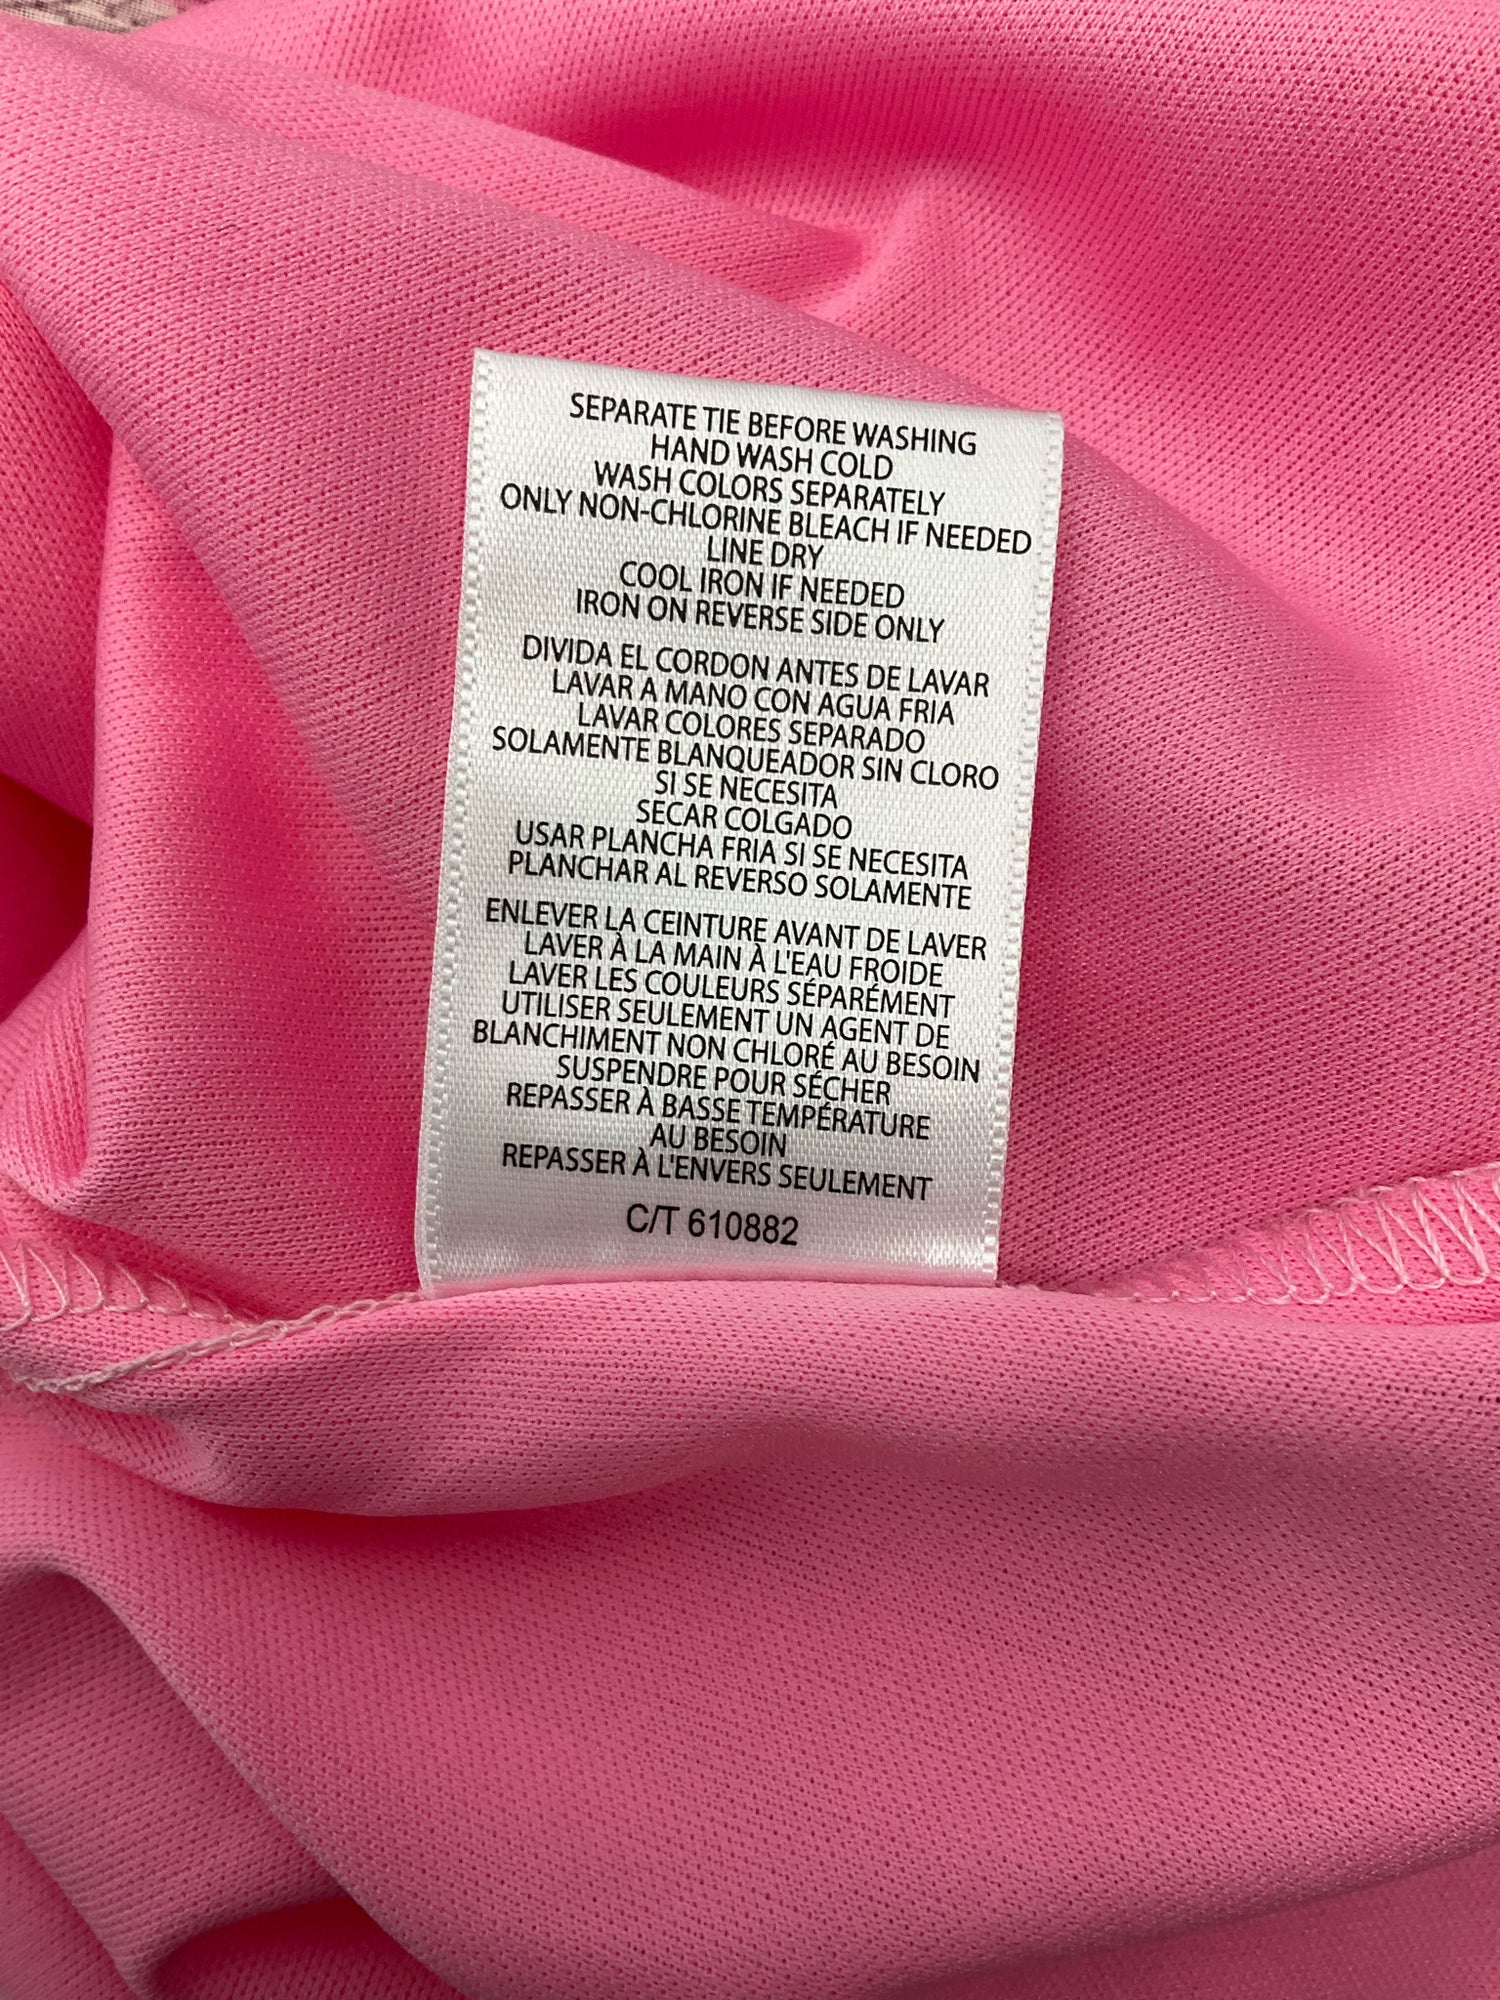 SEPARATE TIE BEFORE WASHING
HAND WASH COLD
WASH COLORS SEPARATELY
ONLY NON-CHLORINE BLEACH IF NEEDED
LINE DRY
COOL IRON IF NEEDED
IRON ON REVERSE SIDE ONLY
DIVIDA EL CORDON ANTES DE LAVAR
LAVAR A MANO CON AGUA FRIA
LAVAR COLORES SEPARADO
SOLAMENTE BLANQUEADOR SIN CLORO
SI SE NECESITA
SECAR COLGADO
USAR PLANCHA FRIA SI SE NECESITA
PLANCHAR AL REVERSO SOLAMENTE
ENLEVER LA CEINTURE AVANT DE LAVER
LAVER À LA MAIN À L'EAU FROIDE
LAVER LES COULEURS SÉPARÉMENT
UTILISER SEULEMENT UN AGENT DE
BLANCHIMENT NON CHLORÉ AU BESOIN
SUSPENDRE POUR SÉCHER
REPASSER À BASSE TEMPÉRATURE
AU BESOIN
REPASSER À L'ENVERS SEULEMENT
C/T 610882